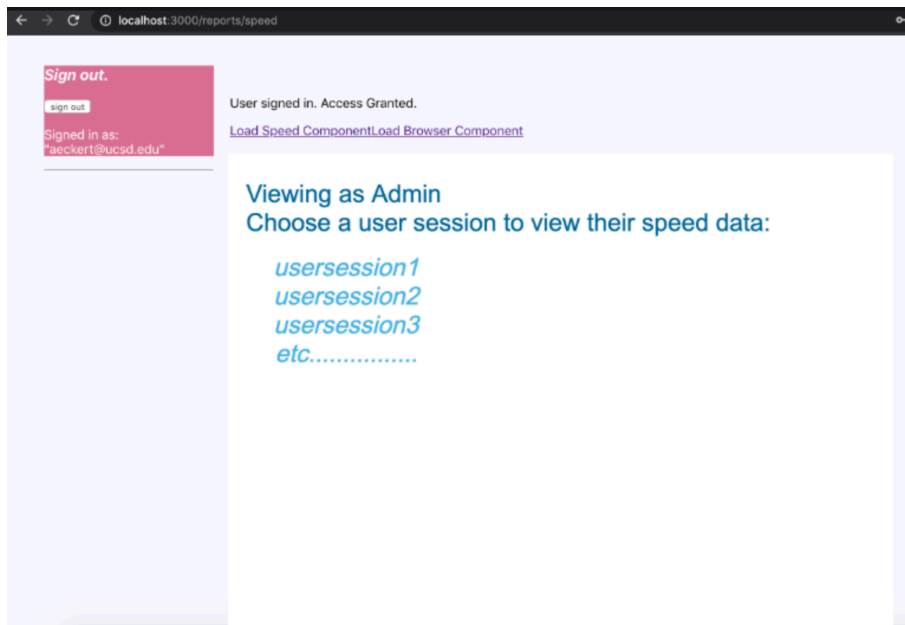 localhost:3000/reports/speed
Sign out.
sign out
Signed in as:
"aeckert@ucsd.edu"
User signed in. Access Granted.
Load Speed ComponentLoad Browser Component
Viewing as Admin
Choose a user session to view their speed data:
usersession1
usersession2
usersession3
etc................